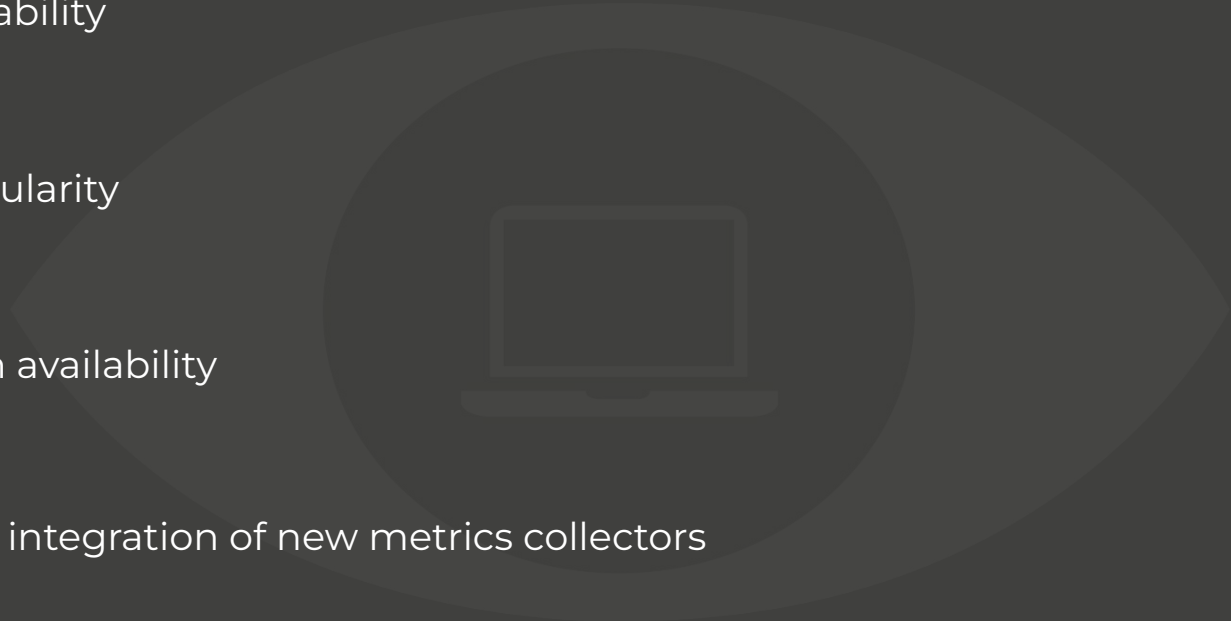 ability
ularity
availability
integration of new metrics collectors